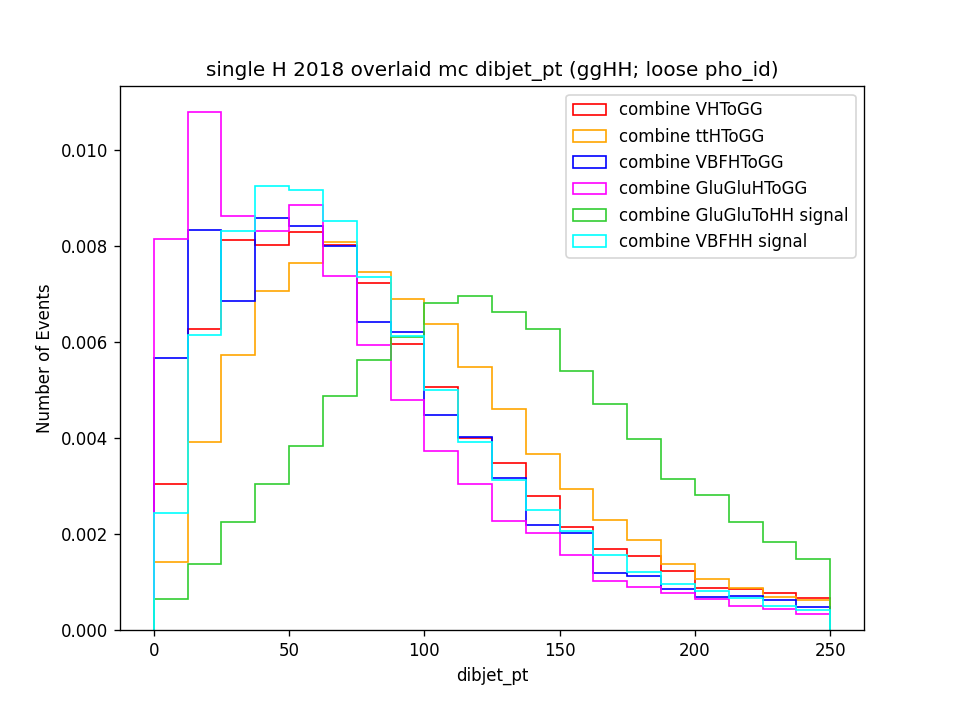 single H 2018 overlaid mc dibjet_pt (ggHH; loose pho_id)
combine VHToGG
combine ttHToGG
combine VBFHToGG
combine GluGluHToGG
combine GluGluToHH signal
combine VBFHH signal
Number of Events
0.010
0.008
0.006
0.004
0.002
0.000
0
50
100
150
200
250
dibjet_pt